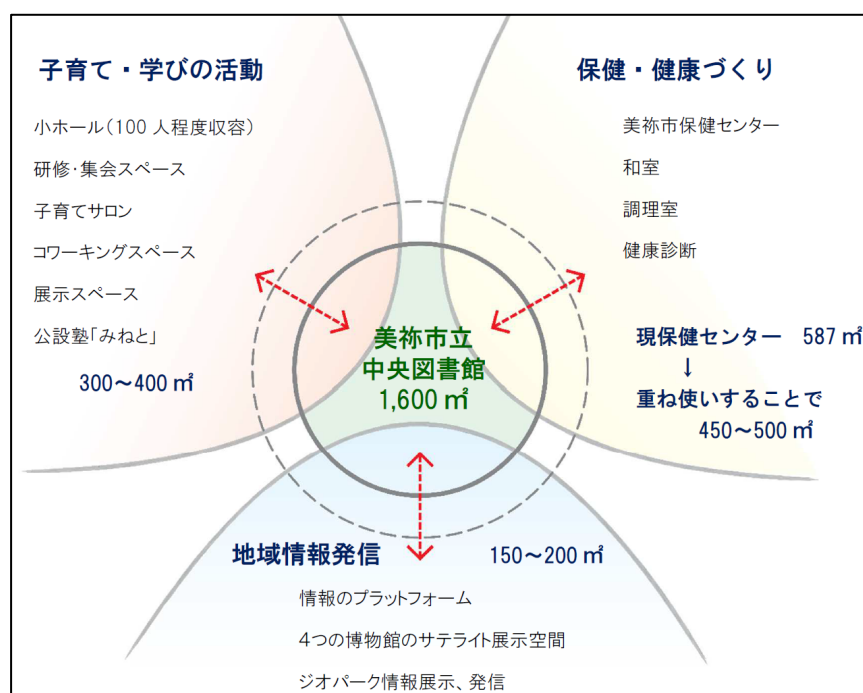 子育て・学びの活動
小ホール(100 人程度収容)
研修・集会スペース
子育てサロン
コワーキングスペース
展示スペース
公設塾「みねと」
300～400 ㎡
保健・健康づくり
美祢市保健センター
和室
調理室
健康診断
現保健センター 587 ㎡
↓
重ね使いすることで
450～500 ㎡
美祢市立
中央図書館
1,600 ㎡
地域情報発信
150～200 ㎡
情報のプラットフォーム
4つの博物館のサテライト展示空間
ジオパーク情報展示、発信